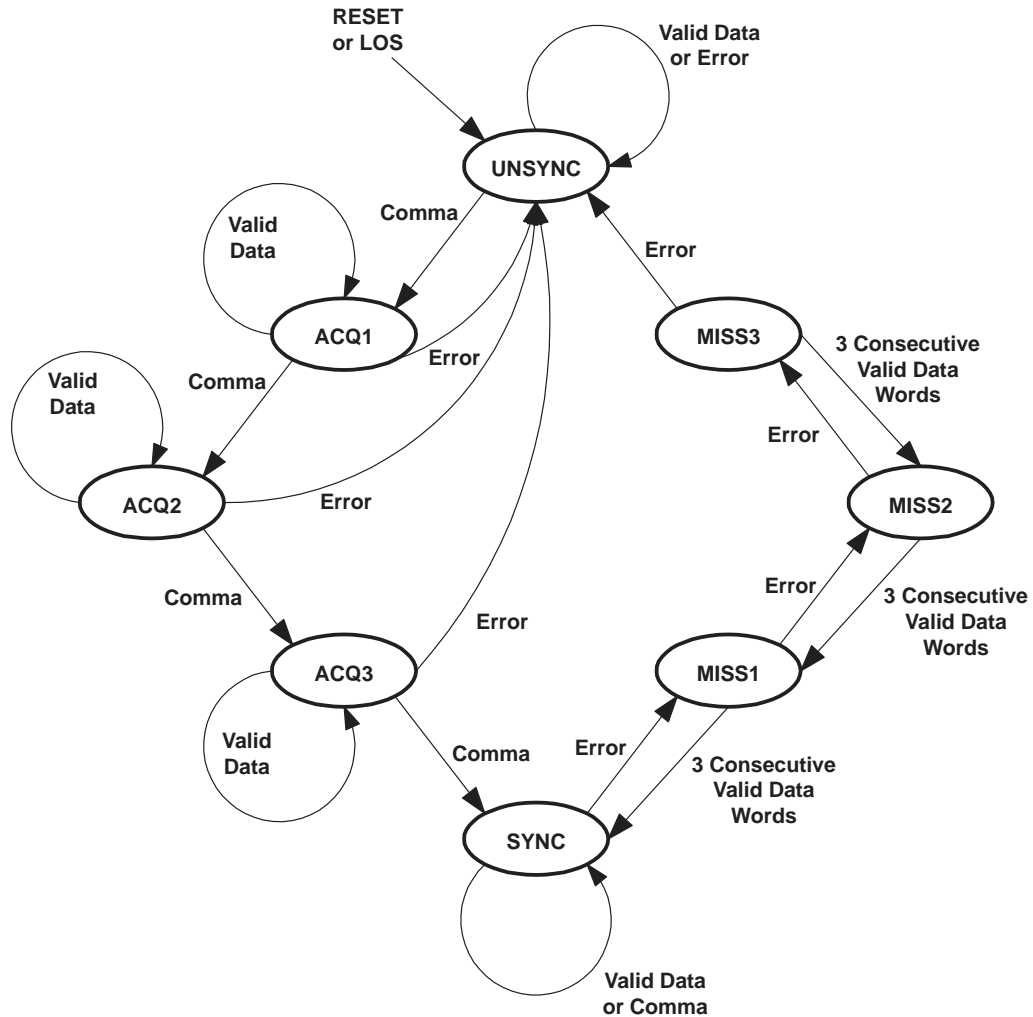 RESET
or LOS
Valid Data
or Error
UNSYNC
Comma
Valid
Data
Error
ACQ1
Error
MISS3
3 Consecutive
Valid Data
Words
Comma
Valid
Data
Error
ACQ2
Error
MISS2
Comma
Error
3 Consecutive
Valid Data
Words
Error
ACQ3
MISS1
Valid
Data
Comma
Error
3 Consecutive
Valid Data
Words
SYNC
Valid Data
or Comma